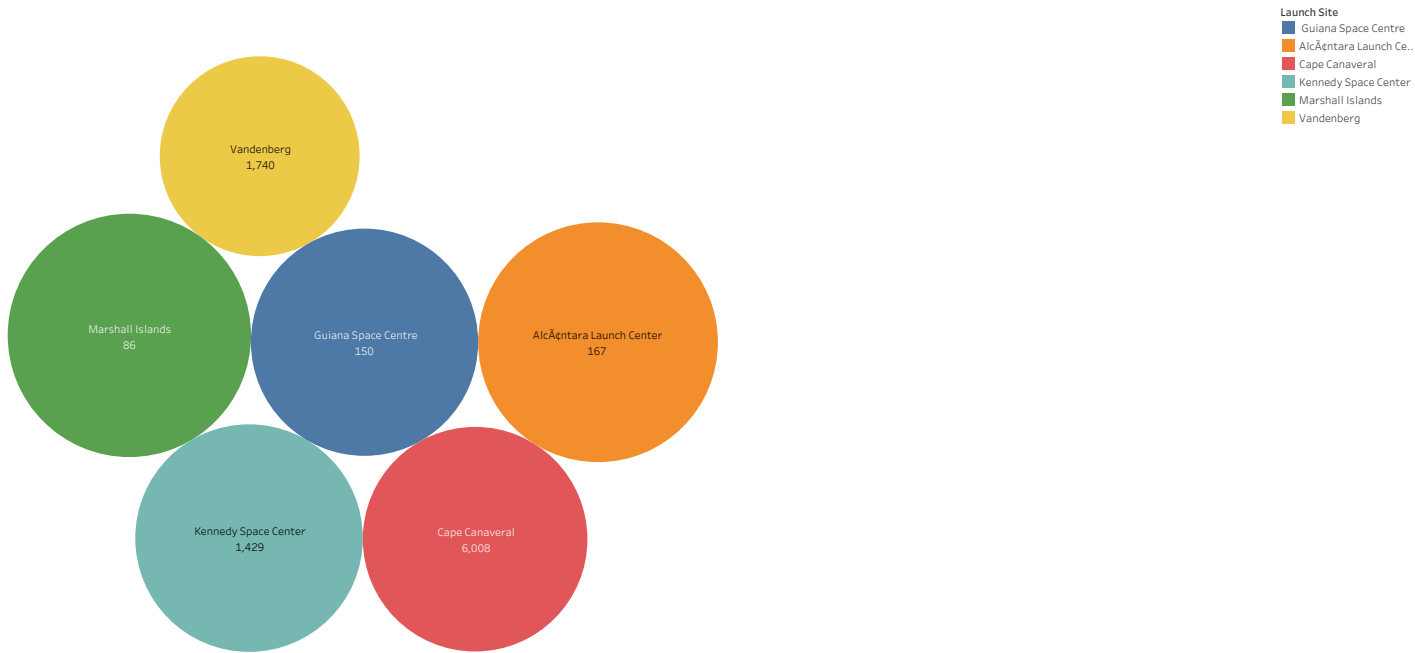 Launch Site
Guiana Space Centre
AlcÃ¢ntara Launch Ce..
Cape Canaveral
Kennedy Space Center
Marshall Islands
Vandenberg
Vandenberg
1,740
Marshall Islands
86
Guiana Space Centre
150
AlcÃ¢ntara Launch Center
167
Kennedy Space Center
1,429
Cape Canaveral
6,008